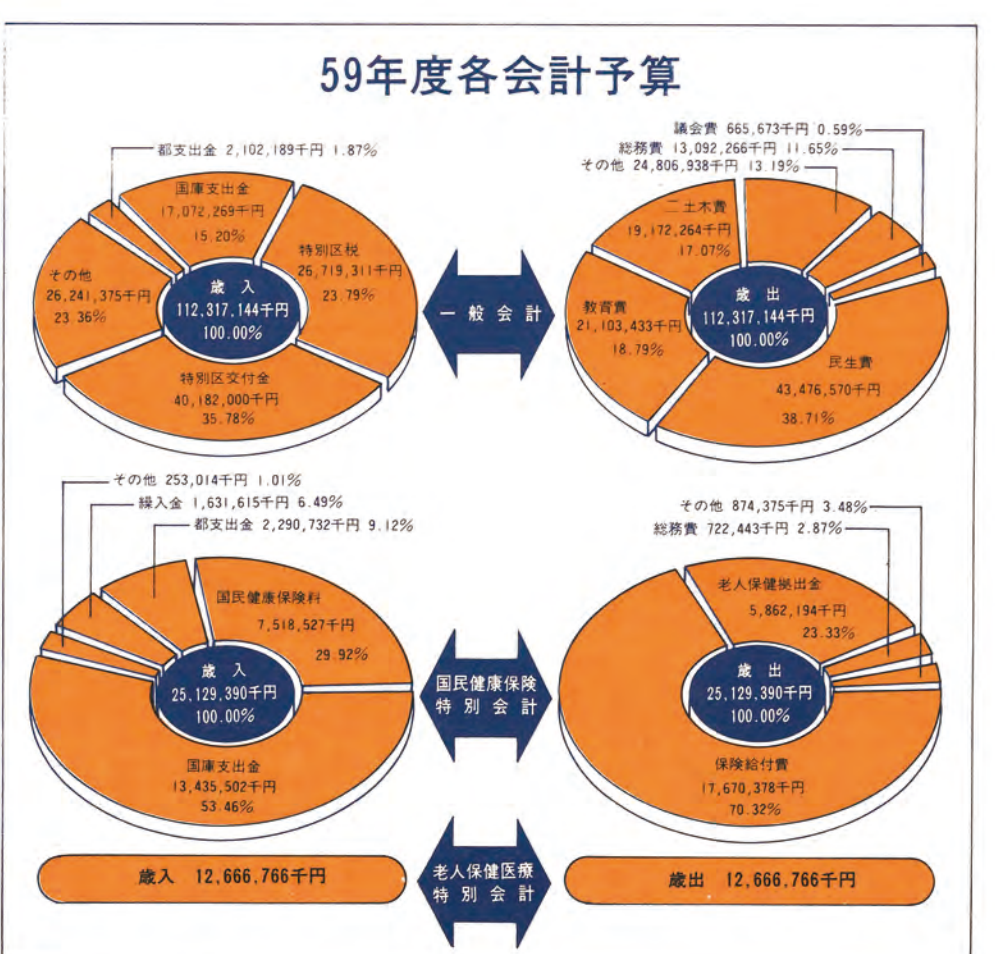 59年度各会計予算
都支出金 2,102,189千円 1.87%
国庫支出金
17,072,269千円
15.20%
特別区税
26,719,311千円
23.79%
その他
26,241,375千円
23.36%
歳 入
112,317,144千円
100.00%
特別区交付金
40,182,000千円
35.78%
一 般 会 計
議会費 665,673千円 0.59%
総務費 13,092,266千円 11.65%
その他 24,806,938千円 13.19%
二土木費
19,172,264千円
17.07%
教育費
21,103,433千円
18.79%
歳 出
112,317,144千円
100.00%
民生費
43,476,570千円
38.71%
その他 253,014千円 1.01%
繰入金 1,631,615千円 6.49%
都支出金 2,290,732千円 9.12%
国民健康保険料
7,518,527千円
29.92%
歳 入
25,129,390千円
100.00%
国庫支出金
13,435,502千円
53.46%
国民健康保険
特 別 会 計
その他 874,375千円 3.48%
総務費 722,443千円 2.87%
老人保健拠出金
5,862,194千円
23.33%
歳 出
25,129,390千円
100.00%
保険給付費
17,670,378千円
70.32%
歳入 12,666,766千円
老人保健医療
特 別 会 計
歳出 12,666,766千円